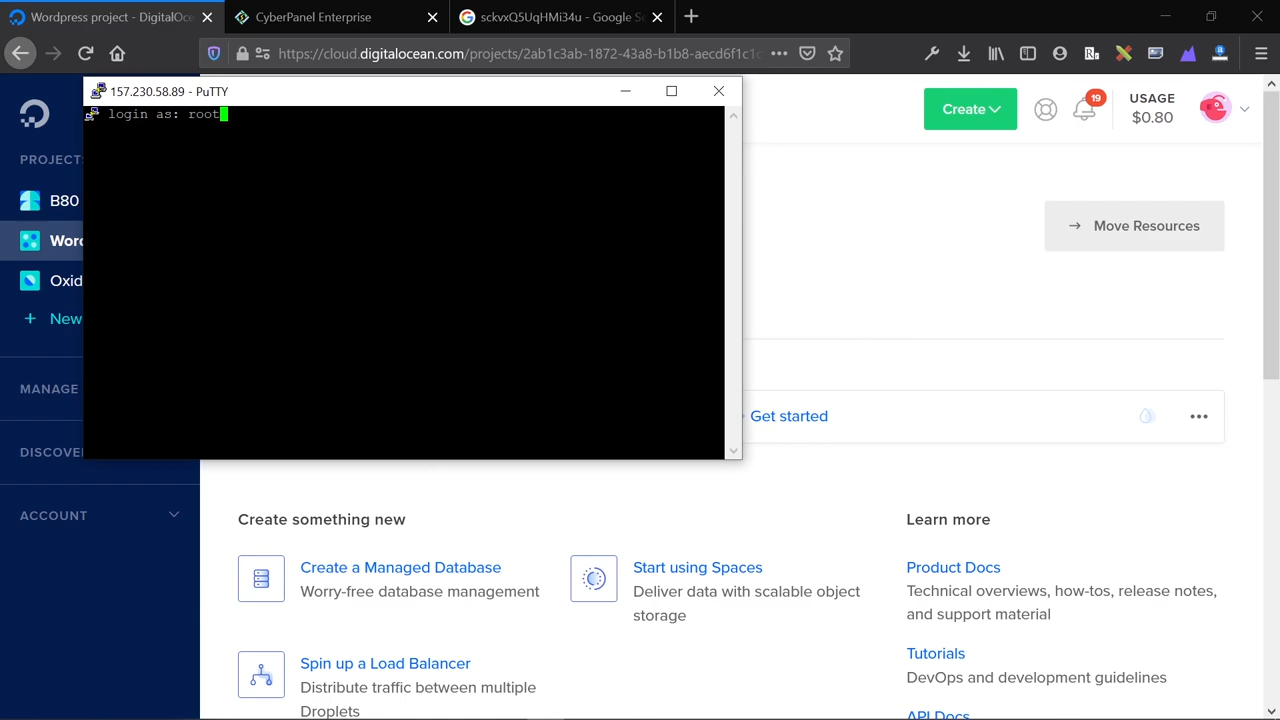 Wordpress project - DigitalOce
CyberPanel Enterprise
sckvxQ5UqHMi34u - Google Se
https://cloud.digitalocean.com/projects/2ab1c3ab-1872-43a8-b1b8-aecd6f1c1c
157.230.58.89 - PuTTY
login as: root
PROJECTS
B80
Word
Oxid
New
MANAGE
DISCOVE
ACCOUNT
Create
19
USAGE
$0.80
Move Resources
Get started
Create something new
Create a Managed Database
Worry-free database management
Start using Spaces
Deliver data with scalable object
storage
Spin up a Load Balancer
Distribute traffic between multiple
Droplets
Learn more
Product Docs
Technical overviews, how-tos, release notes,
and support material
Tutorials
DevOps and development guidelines
API Docs